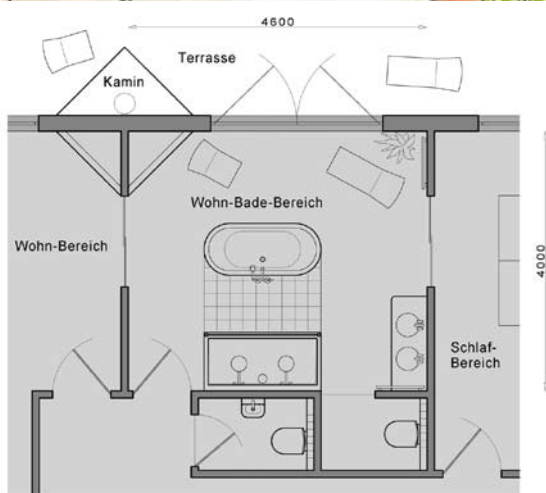 4600
Terrasse
Kamin
Wohn-Bade-Bereich
Wohn-Bereich
4000
Schlaf-
Bereich